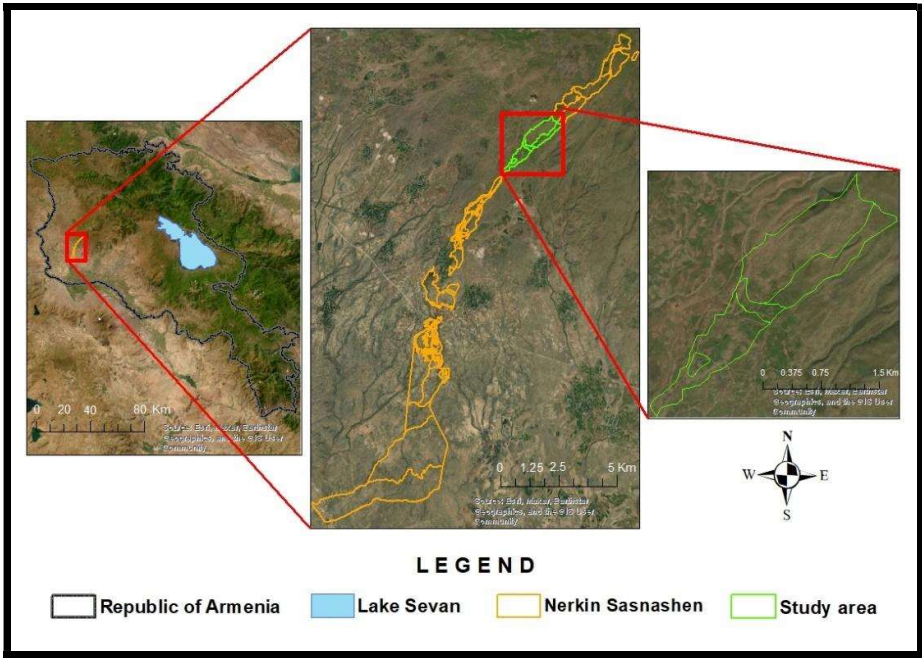 0 20 40 80 Km
Source: Esri, Maxar, Earthstar
Geographics, and the GIS User
Community
0 1.25 2.5 5 Km
Source: Esri, Maxar, Earthstar
Geographics, and the GIS User
Community
0 0.375 0.75 1.5 Km
Source: Esri, Maxar, Earthstar
Geographics, and the GIS User
Community
N
W E
S
LEGEND
Republic of Armenia Lake Sevan Nerkin Sasnashen Study area